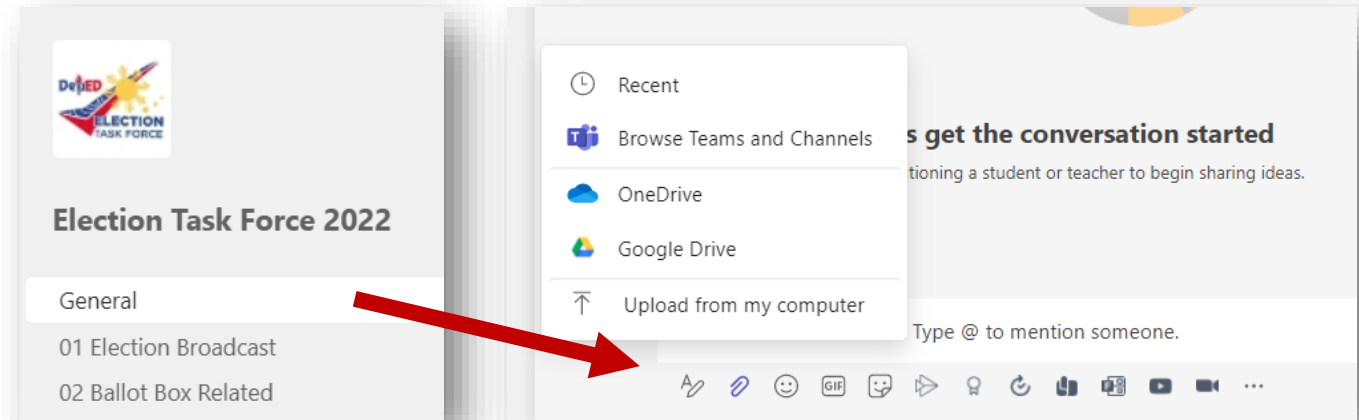 DepED
ELECTION
TASK FORCE
Election Task Force 2022
General
01 Election Broadcast
02 Ballot Box Related
Recent
Browse Teams and Channels
OneDrive
Google Drive
Upload from my computer
s get the conversation started
tioning a student or teacher to begin sharing ideas.
Type @ to mention someone.
GIF